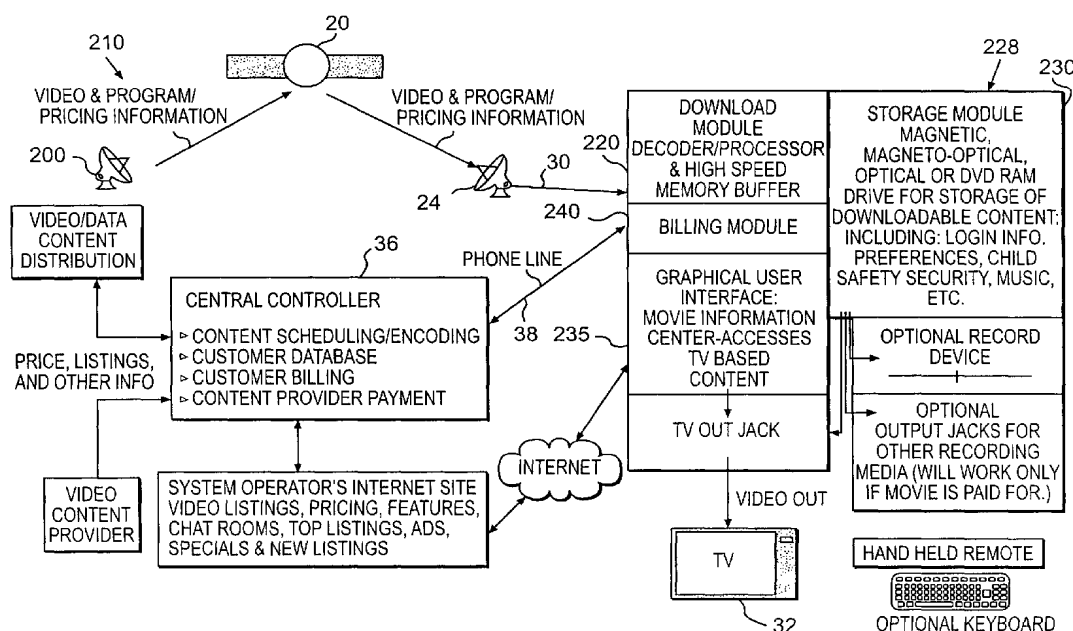 20
210
VIDEO & PROGRAM/
PRICING INFORMATION
VIDEO & PROGRAM/
PRICING INFORMATION
200
24
30
VIDEO/DATA
CONTENT
DISTRIBUTION
36
CENTRAL CONTROLLER
▹ CONTENT SCHEDULING/ENCODING
▹ CUSTOMER DATABASE
▹ CUSTOMER BILLING
▹ CONTENT PROVIDER PAYMENT
PRICE, LISTINGS,
AND OTHER INFO
VIDEO
CONTENT
PROVIDER
SYSTEM OPERATOR'S INTERNET SITE
VIDEO LISTINGS, PRICING, FEATURES,
CHAT ROOMS, TOP LISTINGS, ADS,
SPECIALS & NEW LISTINGS
INTERNET
PHONE LINE
38
220
240
235
DOWNLOAD
MODULE
DECODER/PROCESSOR
& HIGH SPEED
MEMORY BUFFER
BILLING MODULE
GRAPHICAL USER
INTERFACE:
MOVIE INFORMATION
CENTER-ACCESSES
TV BASED
CONTENT
TV OUT JACK
VIDEO OUT
TV
32
228
230
STORAGE MODULE
MAGNETIC,
MAGNETO-OPTICAL,
OPTICAL OR DVD RAM
DRIVE FOR STORAGE OF
DOWNLOADABLE CONTENT:
INCLUDING: LOGIN INFO.
PREFERENCES, CHILD
SAFETY SECURITY, MUSIC,
ETC.
OPTIONAL RECORD
DEVICE
OPTIONAL
OUTPUT JACKS FOR
OTHER RECORDING
MEDIA (WILL WORK ONLY
IF MOVIE IS PAID FOR.)
HAND HELD REMOTE
OPTIONAL KEYBOARD